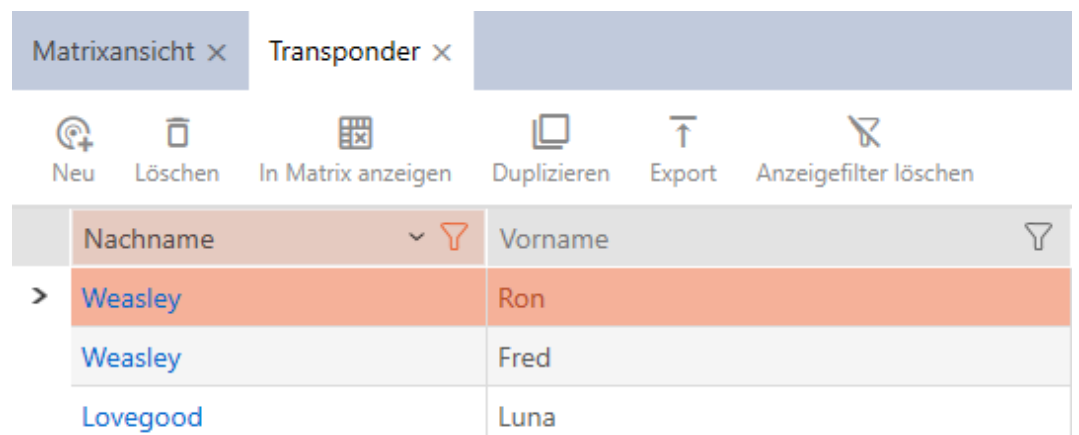 Matrixansicht × Transponder ×
Neu Löschen In Matrix anzeigen Duplizieren Export Anzeigefilter löschen
Nachname Vorname
Weasley Ron
Weasley Fred
Lovegood Luna